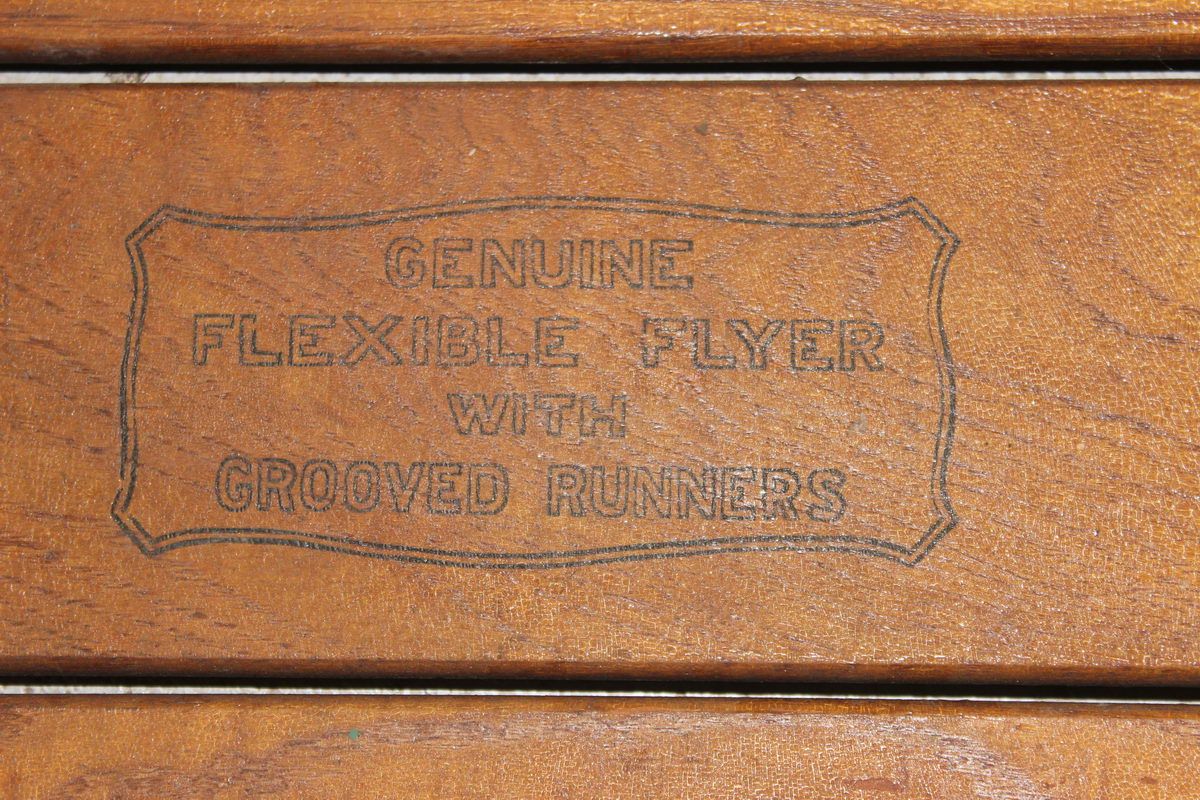 GENUINE
FLEXIBLE FLYER
WITH
GROOVED RUNNERS